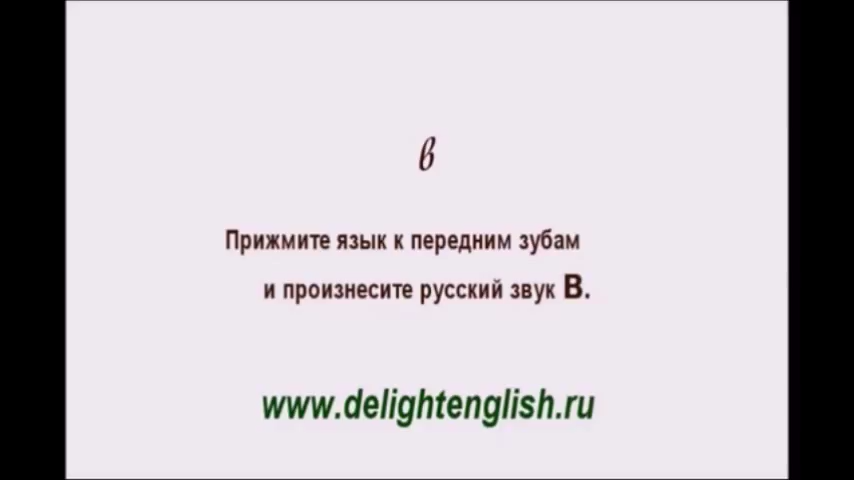 в
Прижмите язык к передним зубам
и произнесите русский звук В.
www.delightenglish.ru